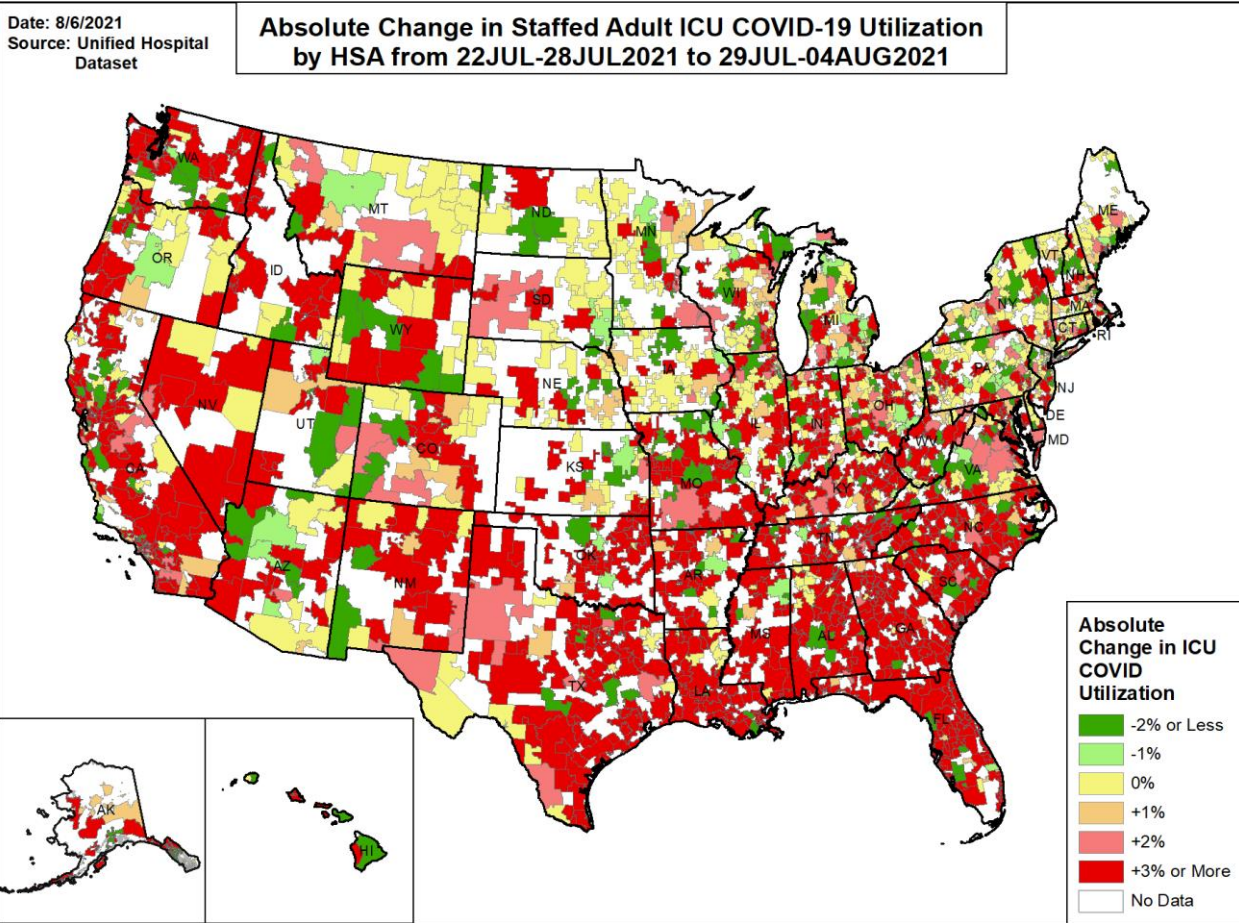 Date: 8/6/2021
Source: Unified Hospital
Dataset
Absolute Change in Staffed Adult ICU COVID-19 Utilization
by HSA from 22JUL-28JUL2021 to 29JUL-04AUG2021
WA
MT
ND
MN
ME
OR
ID
SD
WI
MI
VT
NH
NY
MA
CT
RI
WY
NE
IA
PA
NJ
NV
UT
CO
KS
MO
IL
IN
OH
WV
VA
DE
MD
CA
KY
AZ
NM
OK
AR
TN
NC
SC
TX
LA
MS
AL
GA
FL
AK
HI
Absolute
Change in ICU
COVID
Utilization
-2% or Less
-1%
0%
+1%
+2%
+3% or More
No Data